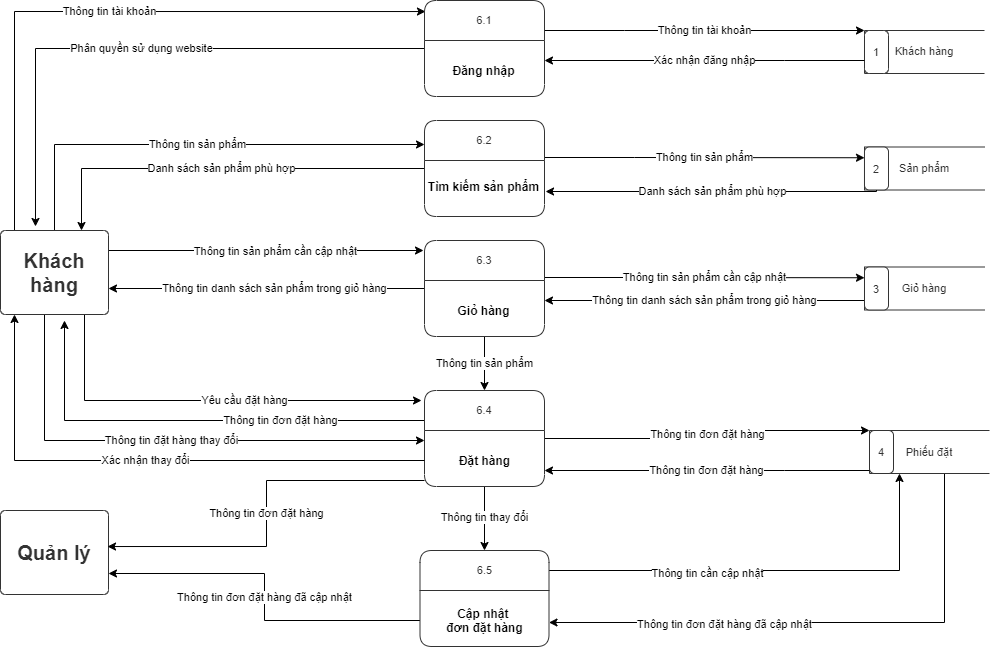 Thông tin tài khoản
6.1
Thông tin tài khoản
Phân quyền sử dụng website
1
Khách hàng
Xác nhận đăng nhập
Đăng nhập
6.2
Thông tin sản phẩm
Thông tin sản phẩm
Danh sách sản phẩm phù hợp
2
Sản phẩm
Tìm kiếm sản phẩm
Danh sách sản phẩm phù hợp
Khách
hàng
Thông tin sản phẩm cần cập nhật
6.3
Thông tin sản phẩm cần cập nhật
Thông tin danh sách sản phẩm trong giỏ hàng
3
Giỏ hàng
Thông tin danh sách sản phẩm trong giỏ hàng
Giỏ hàng
Thông tin sản phẩm
Yêu cầu đặt hàng
6.4
Thông tin đơn đặt hàng
Thông tin đơn đặt hàng
Thông tin đặt hàng thay đổi
4
Phiếu đặt
Xác nhận thay đổi
Đặt hàng
Thông tin đơn đặt hàng
Thông tin đơn đặt hàng
Thông tin thay đổi
Quản lý
6.5
Thông tin cần cập nhật
Thông tin đơn đặt hàng đã cập nhật
Cập nhật
đơn đặt hàng
Thông tin đơn đặt hàng đã cập nhật